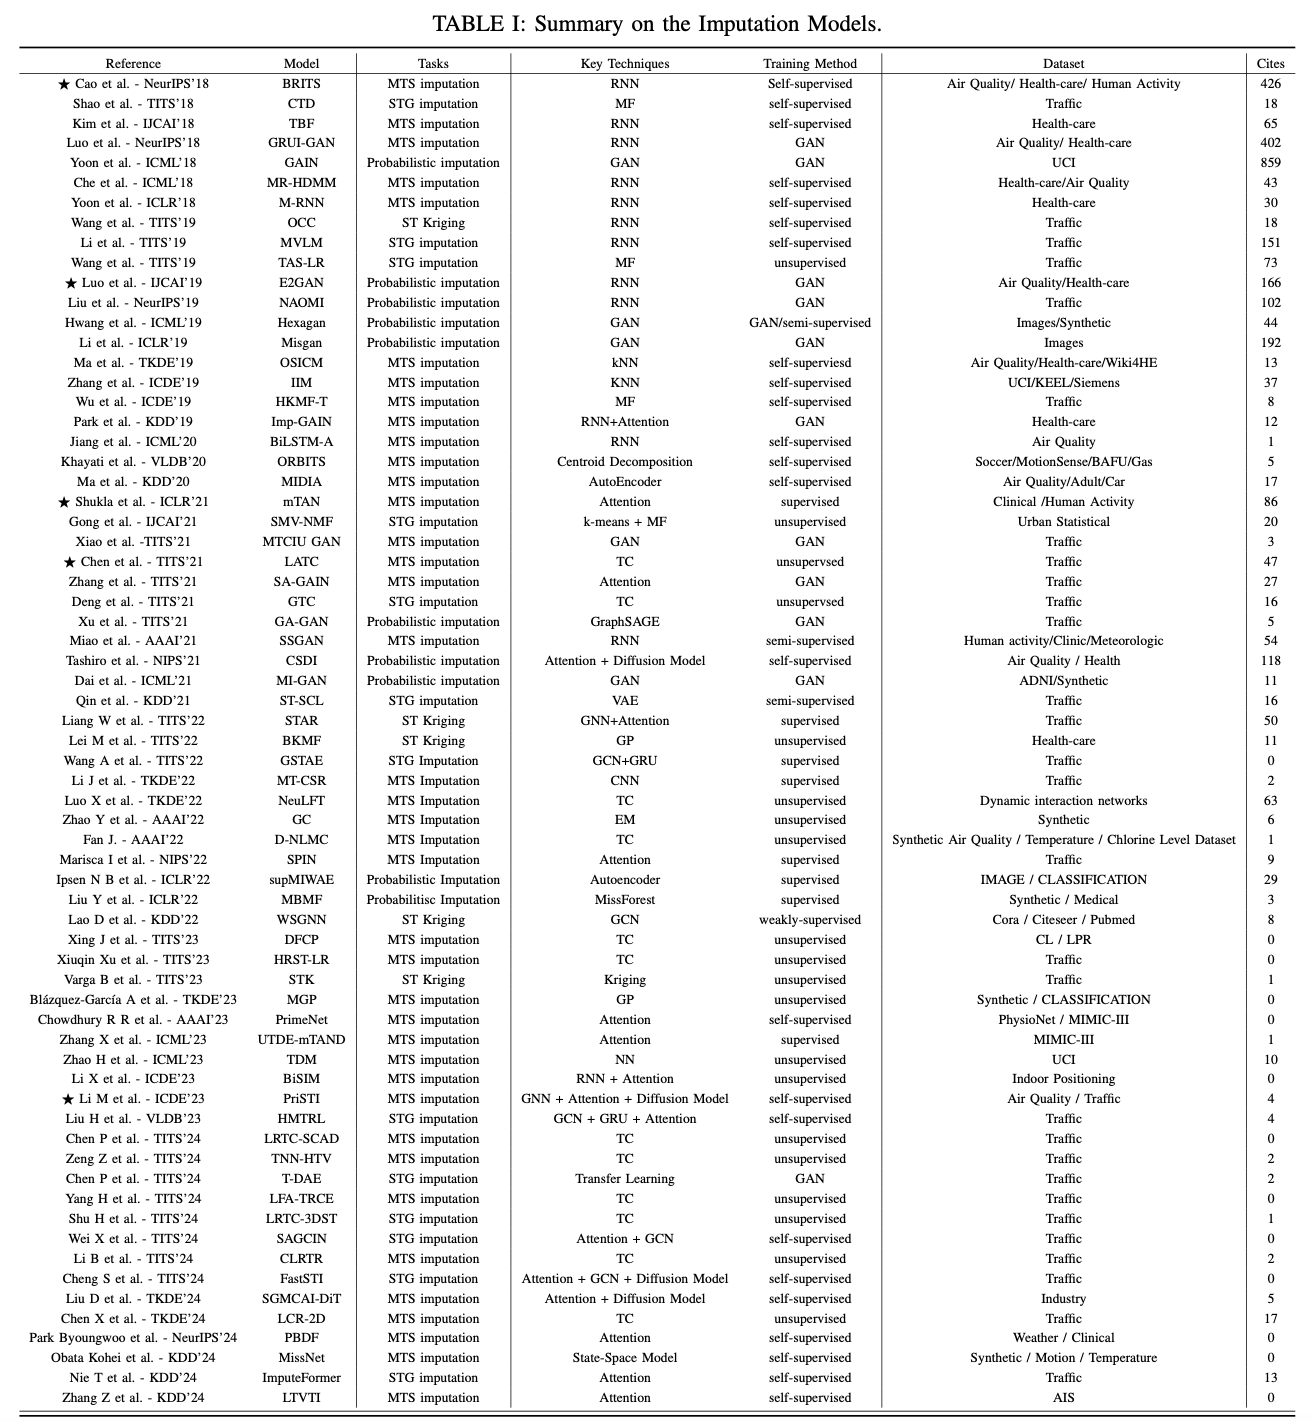 TABLE I: Summary on the Imputation Models.
Reference Model Tasks Key Techniques Training Method Dataset Cites
★ Cao et al. - NeurIPS'18 BRITS MTS imputation RNN Self-supervised Air Quality/ Health-care/ Human Activity 426
Shao et al. - TITS'18 CTD STG imputation MF self-supervised Traffic 18
Kim et al. - IJCAI'18 TBF MTS imputation RNN self-supervised Health-care 65
Luo et al. - NeurIPS'18 GRUI-GAN MTS imputation RNN GAN Air Quality/ Health-care 402
Yoon et al. - ICML'18 GAIN Probabilistic imputation GAN GAN UCI 859
Che et al. - ICML'18 MR-HDMM MTS imputation RNN self-supervised Health-care/Air Quality 43
Yoon et al. - ICLR'18 M-RNN MTS imputation RNN self-supervised Health-care 30
Wang et al. - TITS'19 OCC ST Kriging RNN self-supervised Traffic 18
Li et al. - TITS'19 MVLM STG imputation RNN self-supervised Traffic 151
Wang et al. - TITS'19 TAS-LR STG imputation MF unsupervised Traffic 73
★ Luo et al. - IJCAI'19 E2GAN Probabilistic imputation RNN GAN Air Quality/Health-care 166
Liu et al. - NeurIPS'19 NAOMI Probabilistic imputation RNN GAN Traffic 102
Hwang et al. - ICML'19 Hexagan Probabilistic imputation GAN GAN/semi-supervised Images/Synthetic 44
Li et al. - ICLR'19 Misgan Probabilistic imputation GAN GAN Images 192
Ma et al. - TKDE'19 OSICM MTS imputation kNN self-supervised Air Quality/Health-care/Wiki4HE 13
Zhang et al. - ICDE'19 IIM MTS imputation KNN self-supervised UCI/KEEL/Siemens 37
Wu et al. - ICDE'19 HKMF-T MTS imputation MF self-supervised Traffic 8
Park et al. - KDD'19 Imp-GAIN MTS imputation RNN+Attention GAN Health-care 12
Jiang et al. - ICML'20 BiLSTM-A MTS imputation RNN self-supervised Air Quality 1
Khayati et al. - VLDB'20 ORBITS MTS imputation Centroid Decomposition self-supervised Soccer/MotionSense/BAFU/Gas 5
Ma et al. - KDD'20 MIDIA MTS imputation AutoEncoder self-supervised Air Quality/Adult/Car 17
★ Shukla et al. - ICLR'21 mTAN MTS imputation Attention supervised Clinical /Human Activity 86
Gong et al. - IJCAI'21 SMV-NMF STG imputation k-means + MF unsupervised Urban Statistical 20
Xiao et al. -TITS'21 MTCIU GAN MTS imputation GAN GAN Traffic 3
★ Chen et al. - TITS'21 LATC MTS imputation TC unsupervsed Traffic 47
Zhang et al. - TITS'21 SA-GAIN MTS imputation Attention GAN Traffic 27
Deng et al. - TITS'21 GTC STG imputation TC unsupervsed Traffic 16
Xu et al. - TITS'21 GA-GAN Probabilistic imputation GraphSAGE GAN Traffic 5
Miao et al. - AAAI'21 SSGAN MTS imputation RNN semi-supervised Human activity/Clinic/Meteorologic 54
Tashiro et al. - NIPS'21 CSDI Probabilistic imputation Attention + Diffusion Model self-supervised Air Quality / Health 118
Dai et al. - ICML'21 MI-GAN Probabilistic imputation GAN GAN ADNI/Synthetic 11
Qin et al. - KDD'21 ST-SCL STG imputation VAE semi-supervised Traffic 16
Liang W et al. - TITS'22 STAR ST Kriging GNN+Attention supervised Traffic 50
Lei M et al. - TITS'22 BKMF ST Kriging GP unsupervised Health-care 11
Wang A et al. - TITS'22 GSTAE STG Imputation GCN+GRU supervised Traffic 0
Li J et al. - TKDE'22 MT-CSR MTS Imputation CNN supervised Traffic 2
Luo X et al. - TKDE'22 NeuLFT MTS Imputation TC unsupervised Dynamic interaction networks 63
Zhao Y et al. - AAAI'22 GC MTS Imputation EM unsupervised Synthetic 6
Fan J. - AAAI'22 D-NLMC MTS Imputation TC unsupervised Synthetic Air Quality / Temperature / Chlorine Level Dataset 1
Marisca I et al. - NIPS'22 SPIN MTS Imputation Attention supervised Traffic 9
Ipsen N B et al. - ICLR'22 supMIWAE Probabilistic Imputation Autoencoder supervised IMAGE / CLASSIFICATION 29
Liu Y et al. - ICLR'22 MBMF Probabilitisc Imputation MissForest supervised Synthetic / Medical 3
Lao D et al. - KDD'22 WSGNN ST Kriging GCN weakly-supervised Cora / Citeseer / Pubmed 8
Xing J et al. - TITS'23 DFCP MTS imputation TC unsupervised CL / LPR 0
Xiuqin Xu et al. - TITS'23 HRST-LR MTS imputation TC unsupervised Traffic 0
Varga B et al. - TITS'23 STK ST Kriging Kriging unsupervised Traffic 1
Blázquez-García A et al. - TKDE'23 MGP MTS imputation GP unsupervised Synthetic / CLASSIFICATION 0
Chowdhury R R et al. - AAAI'23 PrimeNet MTS imputation Attention self-supervised PhysioNet / MIMIC-III 0
Zhang X et al. - ICML'23 UTDE-mTAND MTS imputation Attention supervised MIMIC-III 1
Zhao H et al. - ICML'23 TDM MTS imputation NN unsupervised UCI 10
Li X et al. - ICDE'23 BiSIM MTS imputation RNN + Attention unsupervised Indoor Positioning 0
★ Li M et al. - ICDE'23 PriSTI MTS imputation GNN + Attention + Diffusion Model self-supervised Air Quality / Traffic 4
Liu H et al. - VLDB'23 HMTRL STG imputation GCN + GRU + Attention self-supervised Traffic 4
Chen P et al. - TITS'24 LRTC-SCAD MTS imputation TC unsupervised Traffic 0
Zeng Z et al. - TITS'24 TNN-HTV MTS imputation TC unsupervised Traffic 2
Chen P et al. - TITS'24 T-DAE STG imputation Transfer Learning GAN Traffic 2
Yang H et al. - TITS'24 LFA-TRCE MTS imputation TC unsupervised Traffic 0
Shu H et al. - TITS'24 LRTC-3DST STG imputation TC unsupervised Traffic 1
Wei X et al. - TITS'24 SAGCIN STG imputation Attention + GCN self-supervised Traffic 0
Li B et al. - TITS'24 CLRTR MTS imputation TC unsupervised Traffic 2
Cheng S et al. - TITS'24 FastSTI STG imputation Attention + GCN + Diffusion Model self-supervised Traffic 0
Liu D et al. - TKDE'24 SGMCAI-DiT MTS imputation Attention + Diffusion Model self-supervised Industry 5
Chen X et al. - TKDE'24 LCR-2D MTS imputation TC unsupervised Traffic 17
Park Byoungwoo et al. - NeurIPS'24 PBDF MTS imputation Attention self-supervised Weather / Clinical 0
Obata Kohei et al. - KDD'24 MissNet MTS imputation State-Space Model self-supervised Synthetic / Motion / Temperature 0
Nie T et al. - KDD'24 ImputeFormer STG imputation Attention self-supervised Traffic 13
Zhang Z et al. - KDD'24 LTVTI MTS imputation Attention self-supervised AIS 0